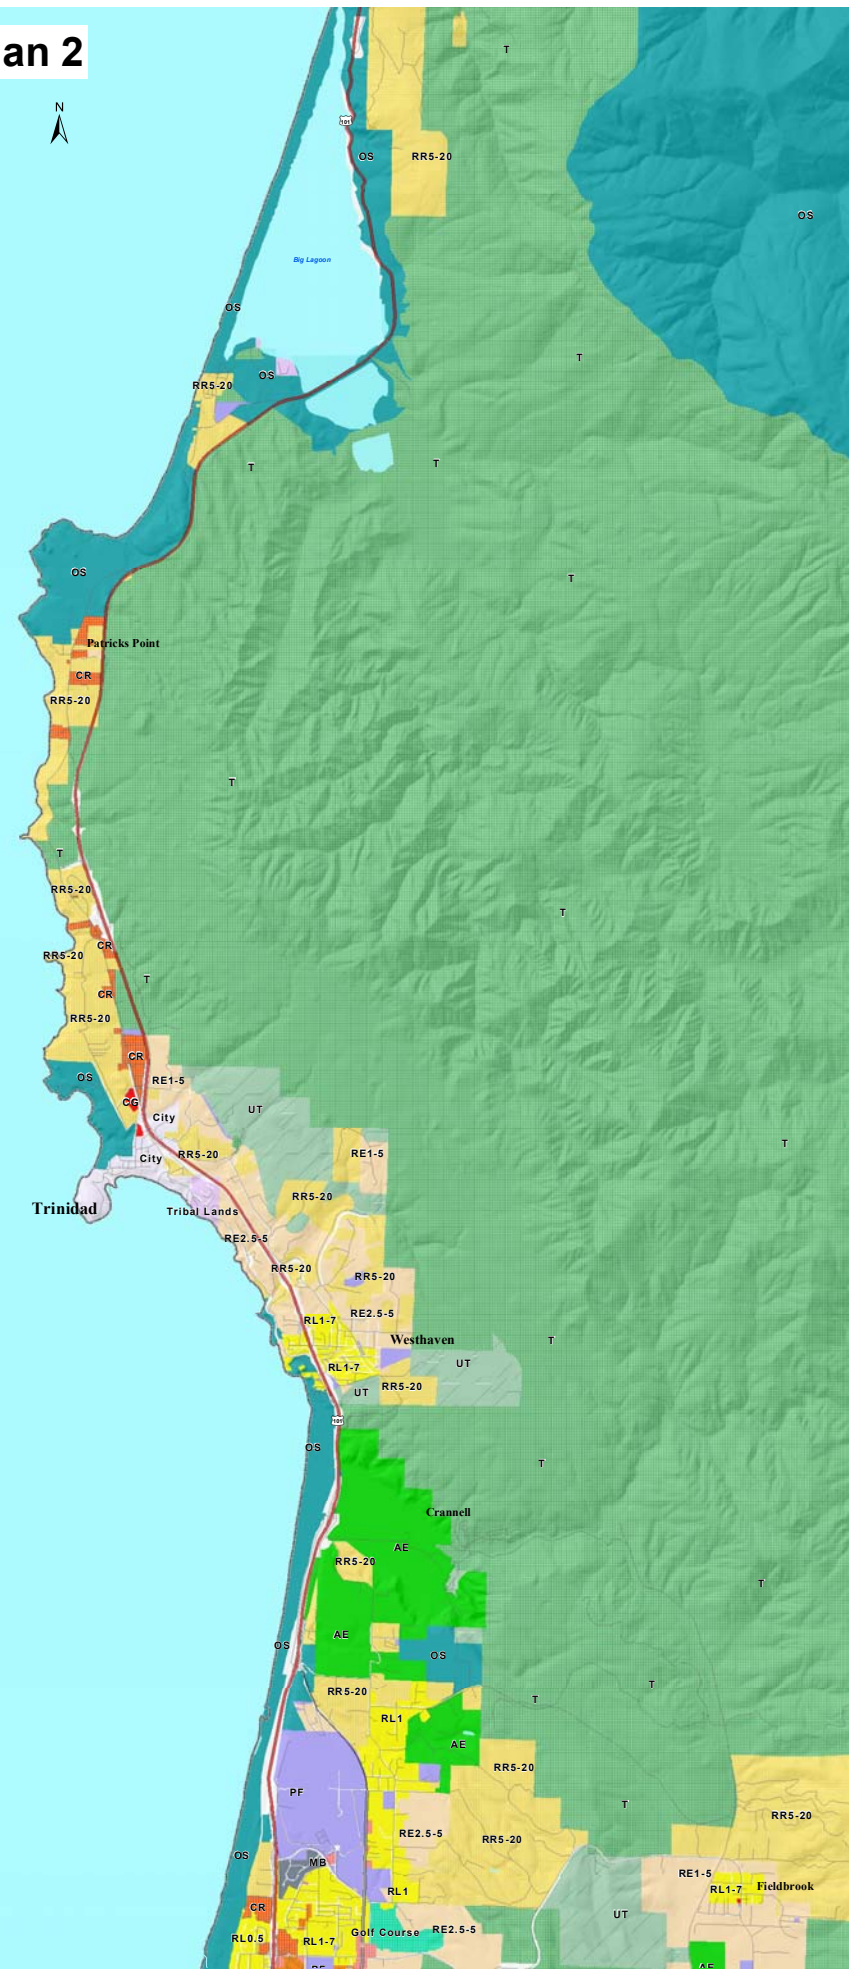 an 2
N
T
101
OS
RR5-20
OS
Big Lagoon
OS
T
OS
RR5-20
T
T
OS
T
Patricks Point
CR
RR5-20
T
T
RR5-20
T
CR
RR5-20
T
CR
RR5-20
CR
OS
RE1-5
CG
City
UT
T
City
RR5-20
RE1-5
RR5-20
Trinidad
Tribal Lands
RE2.5-5
RR5-20
RR5-20
RL1-7
RE2.5-5
Westhaven
T
RL1-7
UT
RR5-20
UT
101
OS
T
Crannell
AE
RR5-20
T
AE
OS
OS
T
RR5-20
T
RL1
AE
RR5-20
PF
T
RR5-20
RE2.5-5
RR5-20
OS
MB
RE1-5
RL1-7
Fieldbrook
RL1
CR
UT
RL0.5
RL1-7
Golf Course
RE2.5-5
PF
AE